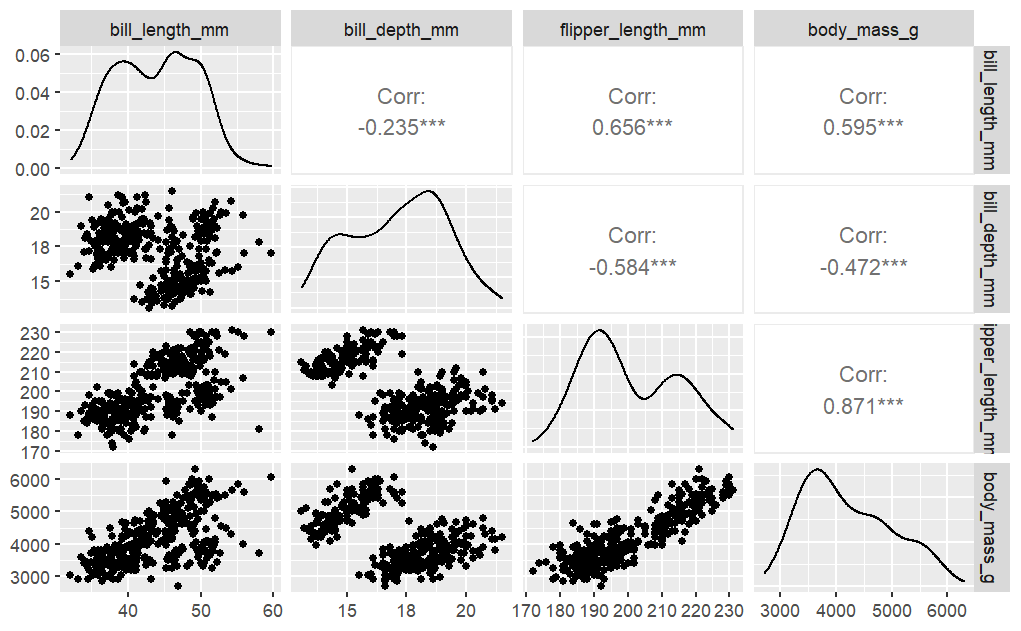 bill_length_mm
bill_depth_mm
flipper_length_mm
body_mass_g
0.06
0.04
0.02
0.00
Corr:
-0.235***
Corr:
0.656***
Corr:
0.595***
bill_length_mm
20
18
15
Corr:
-0.584***
Corr:
-0.472***
bill_depth_mm
230
220
210
200
190
180
170
Corr:
0.871***
ipper_length_m
6000
5000
4000
3000
body_mass_g
40 50 60
15 18 20
170 180 190 200 210 220 230
3000 4000 5000 6000